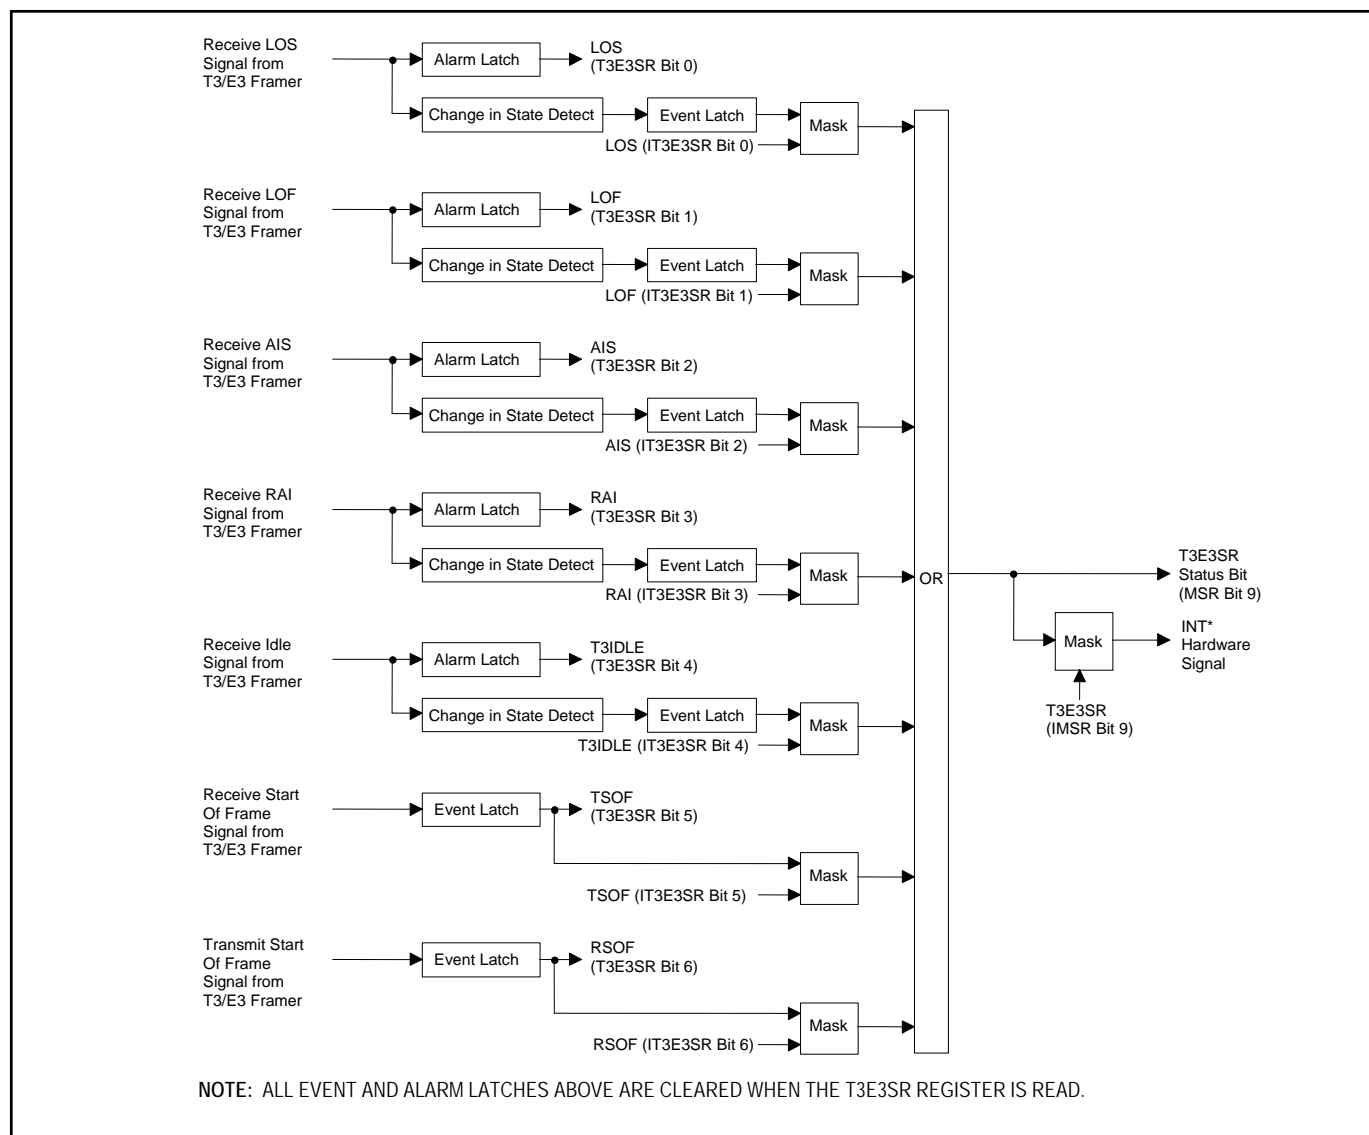 Receive LOS
Signal from
T3/E3 Framer
Alarm Latch
LOS
(T3E3SR Bit 0)
Change in State Detect
Event Latch
LOS (IT3E3SR Bit 0)
Mask
Receive LOF
Signal from
T3/E3 Framer
Alarm Latch
LOF
(T3E3SR Bit 1)
Change in State Detect
Event Latch
LOF (IT3E3SR Bit 1)
Mask
Receive AIS
Signal from
T3/E3 Framer
Alarm Latch
AIS
(T3E3SR Bit 2)
Change in State Detect
Event Latch
AIS (IT3E3SR Bit 2)
Mask
Receive RAI
Signal from
T3/E3 Framer
Alarm Latch
RAI
(T3E3SR Bit 3)
Change in State Detect
Event Latch
RAI (IT3E3SR Bit 3)
Mask
OR
T3E3SR
Status Bit
(MSR Bit 9)
Mask
INT*
Hardware
Signal
T3E3SR
(IMSR Bit 9)
Receive Idle
Signal from
T3/E3 Framer
Alarm Latch
T3IDLE
(T3E3SR Bit 4)
Change in State Detect
Event Latch
T3IDLE (IT3E3SR Bit 4)
Mask
Receive Start
Of Frame
Signal from
T3/E3 Framer
Event Latch
TSOF
(T3E3SR Bit 5)
TSOF (IT3E3SR Bit 5)
Mask
Transmit Start
Of Frame
Signal from
T3/E3 Framer
Event Latch
RSOF
(T3E3SR Bit 6)
RSOF (IT3E3SR Bit 6)
Mask
NOTE: ALL EVENT AND ALARM LATCHES ABOVE ARE CLEARED WHEN THE T3E3SR REGISTER IS READ.